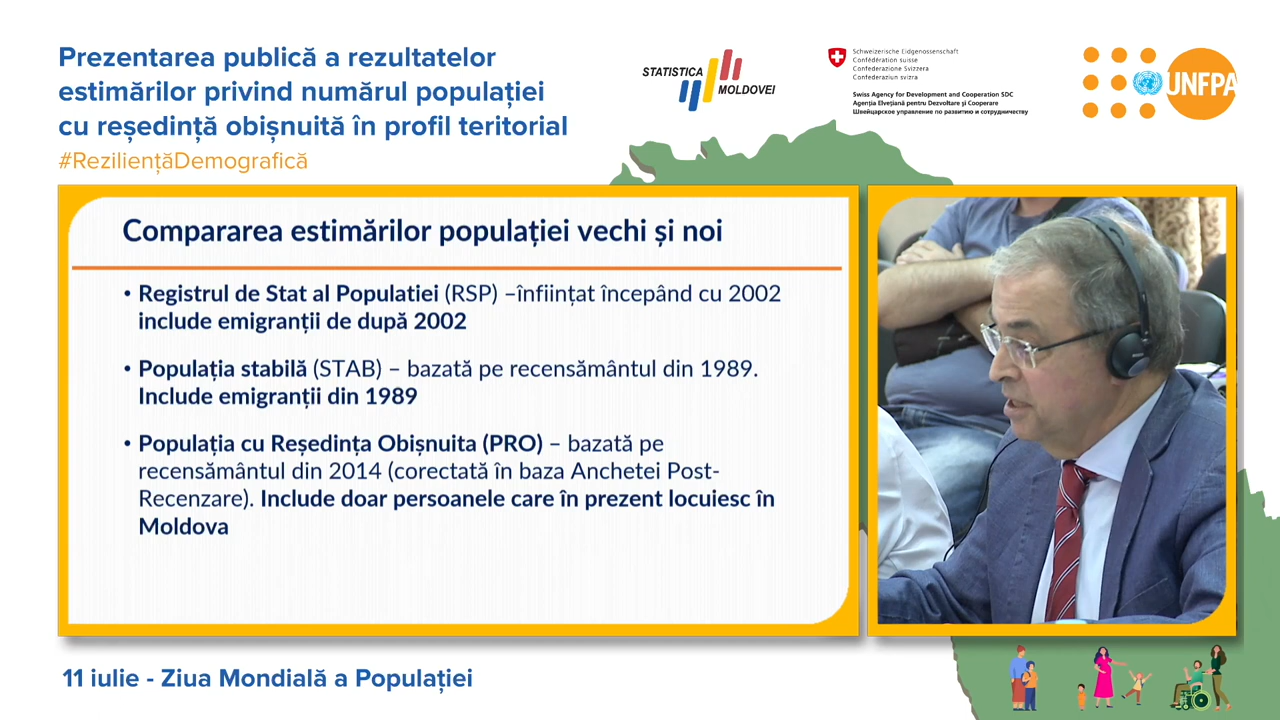 Prezentarea publică a rezultatelor
estimărilor privind numărul populației
cu reședință obișnuită în profil teritorial
#ReziliențăDemografică
STATISTICA
MOLDOVEI
Schweizerische Eidgenossenschaft
Confédération suisse
Confederazione Svizzera
Confederaziun svizra
Swiss Agency for Development and Cooperation SDC
Agenția Elvețiană pentru Dezvoltare și Cooperare
Швейцарское управление по развитию и сотрудничеству
UNFPA
Compararea estimărilor populației vechi și noi
• Registrul de Stat al Populatiei (RSP) –înființat începând cu 2002
include emigranții de după 2002
• Populația stabilă (STAB) – bazată pe recensământul din 1989.
Include emigranții din 1989
• Populația cu Reședința Obișnuita (PRO) – bazată pe
recensământul din 2014 (corectată în baza Anchetei Post-
Recenzare). Include doar persoanele care în prezent locuiesc în
Moldova
11 iulie - Ziua Mondială a Populației